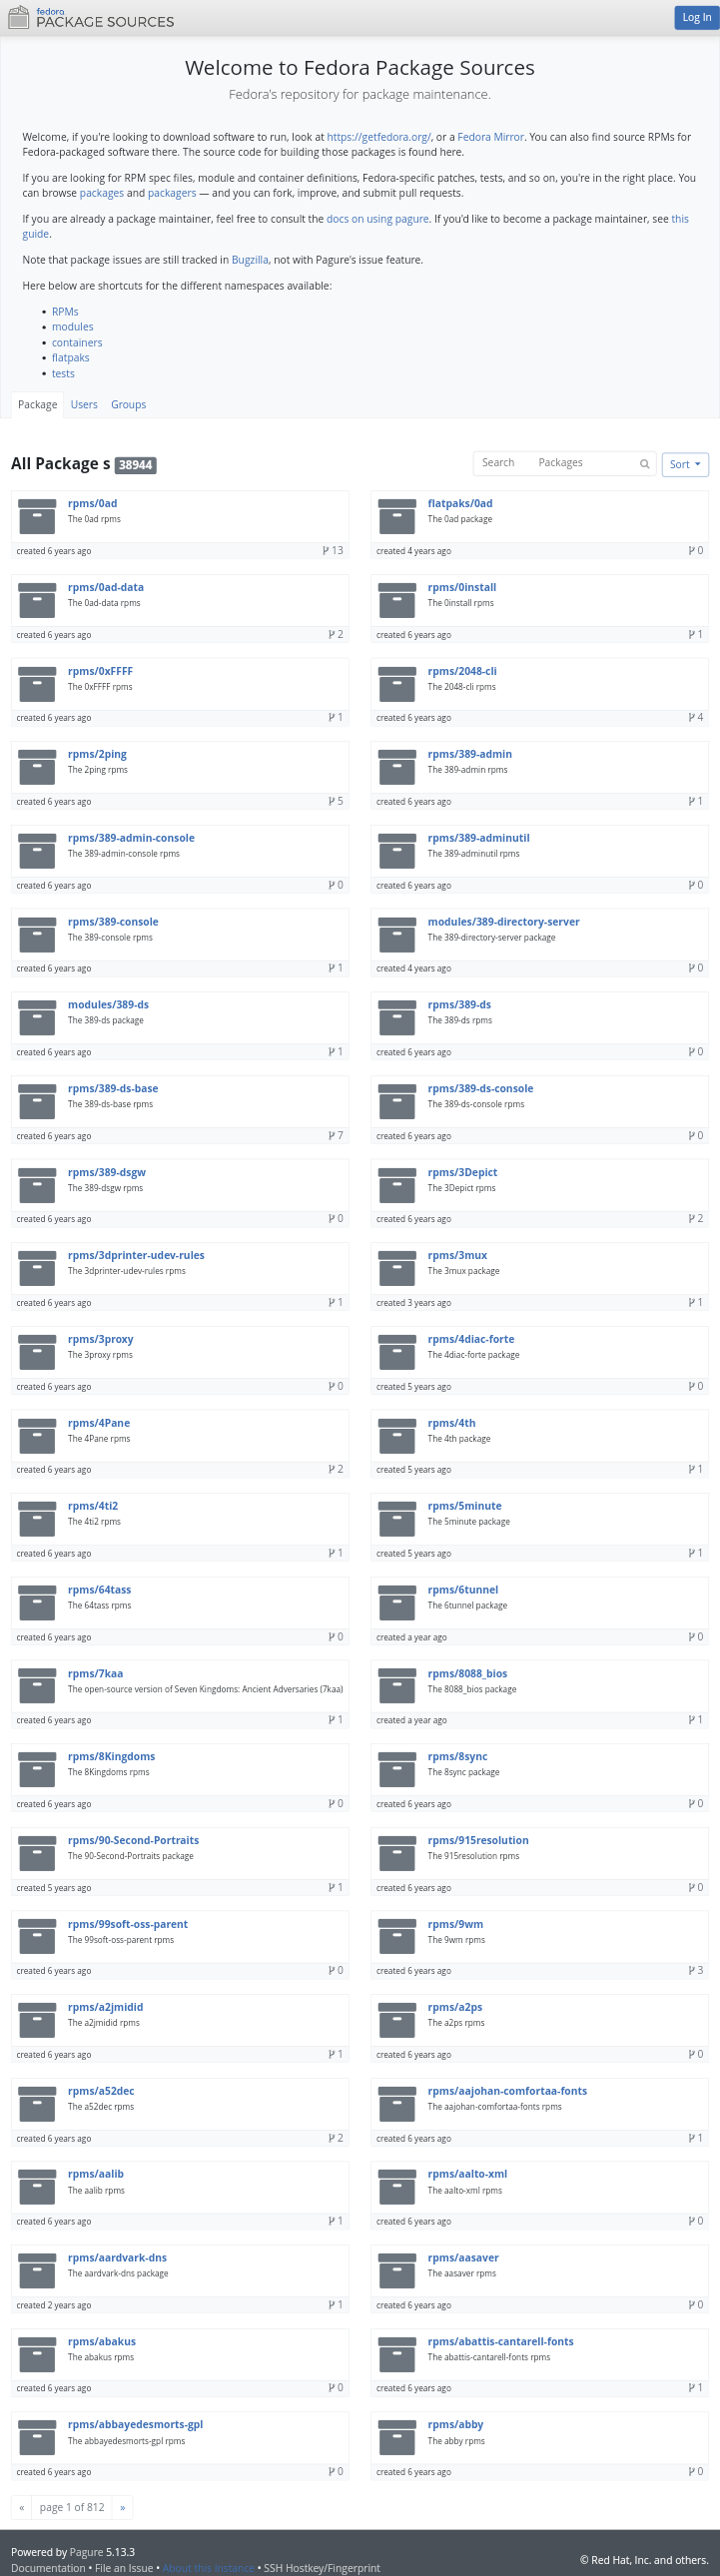 fedora
PACKAGE SOURCES
Log In
Welcome to Fedora Package Sources
Fedora's repository for package maintenance.
Welcome, if you're looking to download software to run, look at https://getfedora.org/, or a Fedora Mirror. You can also find source RPMs for
Fedora-packaged software there. The source code for building those packages is found here.
If you are looking for RPM spec files, module and container definitions, Fedora-specific patches, tests, and so on, you're in the right place. You
can browse packages and packagers — and you can fork, improve, and submit pull requests.
If you are already a package maintainer, feel free to consult the docs on using pagure. If you'd like to become a package maintainer, see this
guide.
Note that package issues are still tracked in Bugzilla, not with Pagure's issue feature.
Here below are shortcuts for the different namespaces available:
• RPMs
• modules
• containers
• flatpaks
• tests
Package Users Groups
All Package s 38944
Search Packages
Sort
rpms/0ad
The 0ad rpms
created 6 years ago 13
flatpaks/0ad
The 0ad package
created 4 years ago 0
rpms/0ad-data
The 0ad-data rpms
created 6 years ago 2
rpms/0install
The 0install rpms
created 6 years ago 1
rpms/0xFFFF
The 0xFFFF rpms
created 6 years ago 1
rpms/2048-cli
The 2048-cli rpms
created 6 years ago 4
rpms/2ping
The 2ping rpms
created 6 years ago 5
rpms/389-admin
The 389-admin rpms
created 6 years ago 1
rpms/389-admin-console
The 389-admin-console rpms
created 6 years ago 0
rpms/389-adminutil
The 389-adminutil rpms
created 6 years ago 0
rpms/389-console
The 389-console rpms
created 6 years ago 1
modules/389-directory-server
The 389-directory-server package
created 4 years ago 0
modules/389-ds
The 389-ds package
created 6 years ago 1
rpms/389-ds
The 389-ds rpms
created 6 years ago 0
rpms/389-ds-base
The 389-ds-base rpms
created 6 years ago 7
rpms/389-ds-console
The 389-ds-console rpms
created 6 years ago 0
rpms/389-dsgw
The 389-dsgw rpms
created 6 years ago 0
rpms/3Depict
The 3Depict rpms
created 6 years ago 2
rpms/3dprinter-udev-rules
The 3dprinter-udev-rules rpms
created 6 years ago 1
rpms/3mux
The 3mux package
created 3 years ago 1
rpms/3proxy
The 3proxy rpms
created 6 years ago 0
rpms/4diac-forte
The 4diac-forte package
created 5 years ago 0
rpms/4Pane
The 4Pane rpms
created 6 years ago 2
rpms/4th
The 4th package
created 5 years ago 1
rpms/4ti2
The 4ti2 rpms
created 6 years ago 1
rpms/5minute
The 5minute package
created 5 years ago 1
rpms/64tass
The 64tass rpms
created 6 years ago 0
rpms/6tunnel
The 6tunnel package
created a year ago 0
rpms/7kaa
The open-source version of Seven Kingdoms: Ancient Adversaries (7kaa)
created 6 years ago 1
rpms/8088_bios
The 8088_bios package
created a year ago 1
rpms/8Kingdoms
The 8Kingdoms rpms
created 6 years ago 0
rpms/8sync
The 8sync package
created 6 years ago 0
rpms/90-Second-Portraits
The 90-Second-Portraits package
created 5 years ago 1
rpms/915resolution
The 915resolution rpms
created 6 years ago 0
rpms/99soft-oss-parent
The 99soft-oss-parent rpms
created 6 years ago 0
rpms/9wm
The 9wm rpms
created 6 years ago 3
rpms/a2jmidid
The a2jmidid rpms
created 6 years ago 1
rpms/a2ps
The a2ps rpms
created 6 years ago 0
rpms/a52dec
The a52dec rpms
created 6 years ago 2
rpms/aajohan-comfortaa-fonts
The aajohan-comfortaa-fonts rpms
created 6 years ago 1
rpms/aalib
The aalib rpms
created 6 years ago 1
rpms/aalto-xml
The aalto-xml rpms
created 6 years ago 0
rpms/aardvark-dns
The aardvark-dns package
created 2 years ago 1
rpms/aasaver
The aasaver rpms
created 6 years ago 0
rpms/abakus
The abakus rpms
created 6 years ago 0
rpms/abattis-cantarell-fonts
The abattis-cantarell-fonts rpms
created 6 years ago 1
rpms/abbayedesmorts-gpl
The abbayedesmorts-gpl rpms
created 6 years ago 0
rpms/abby
The abby rpms
created 6 years ago 0
« page 1 of 812 »
Powered by Pagure 5.13.3
Documentation • File an Issue • About this Instance • SSH Hostkey/Fingerprint
© Red Hat, Inc. and others.